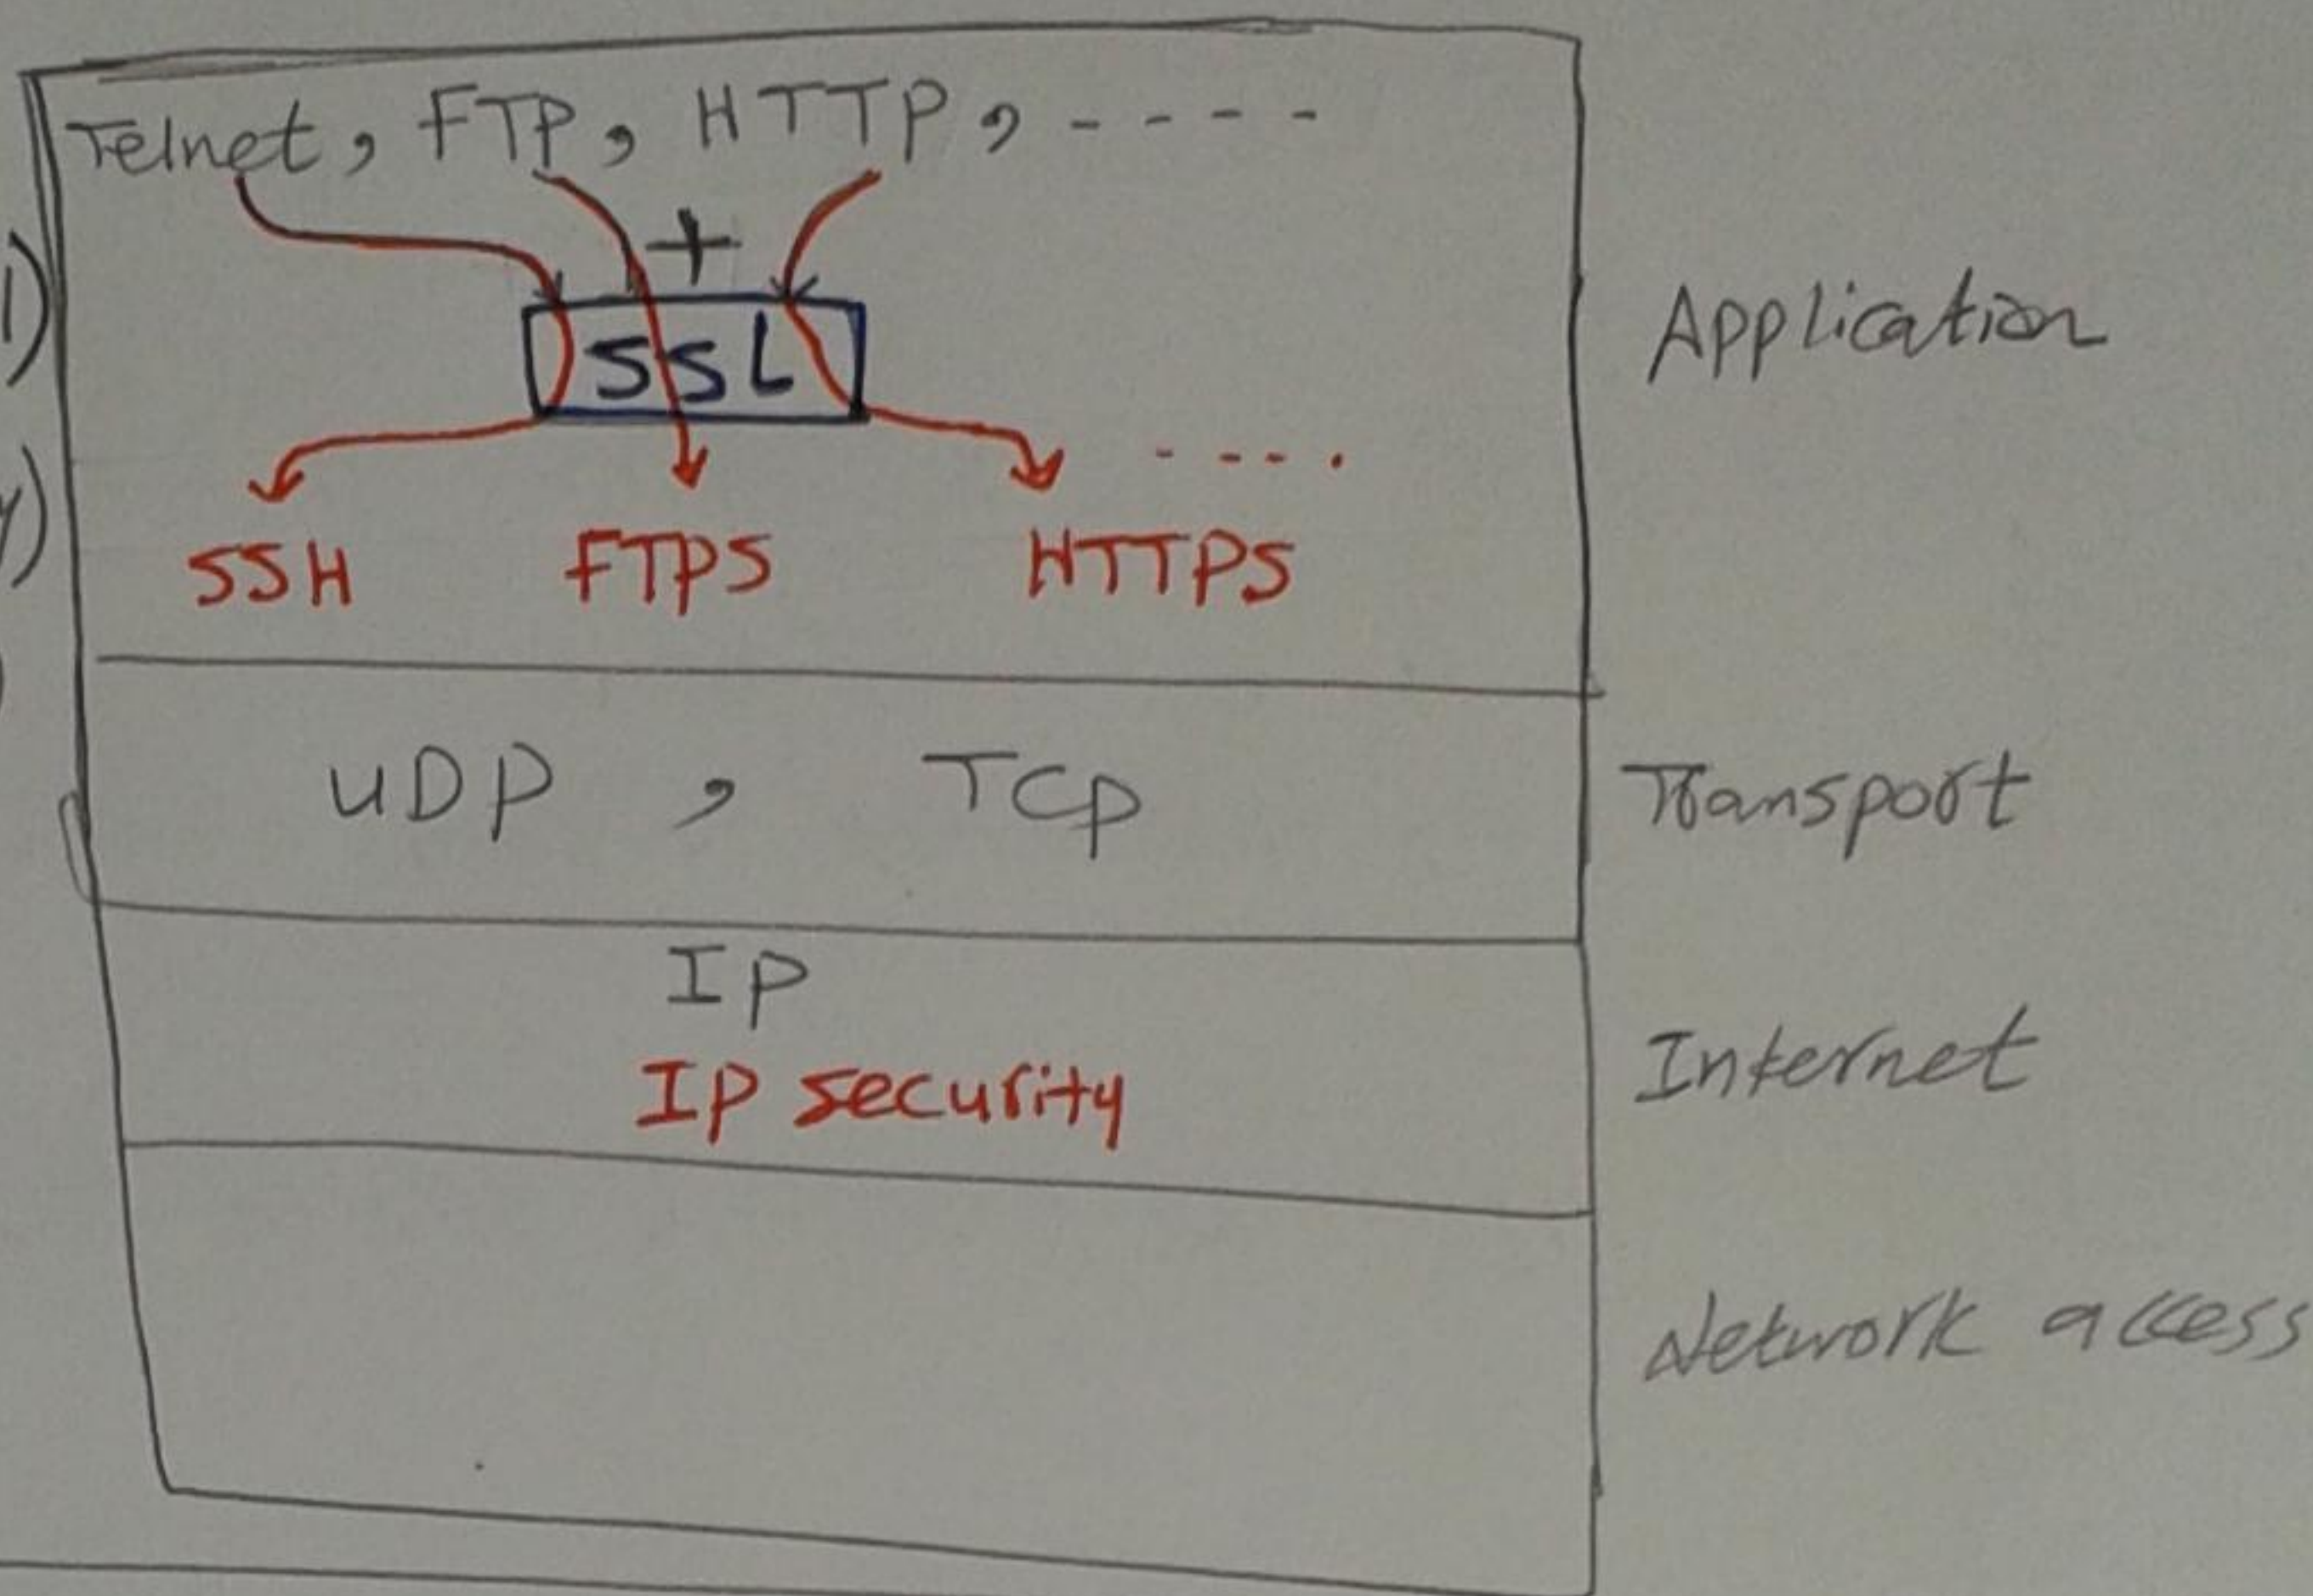 Telnet, FTP, HTTP, - - - -
+
SSL
Application
- - - .
SSH FTPS HTTPS
UDP , TCP
Transport
IP
IP security
Internet
Network access